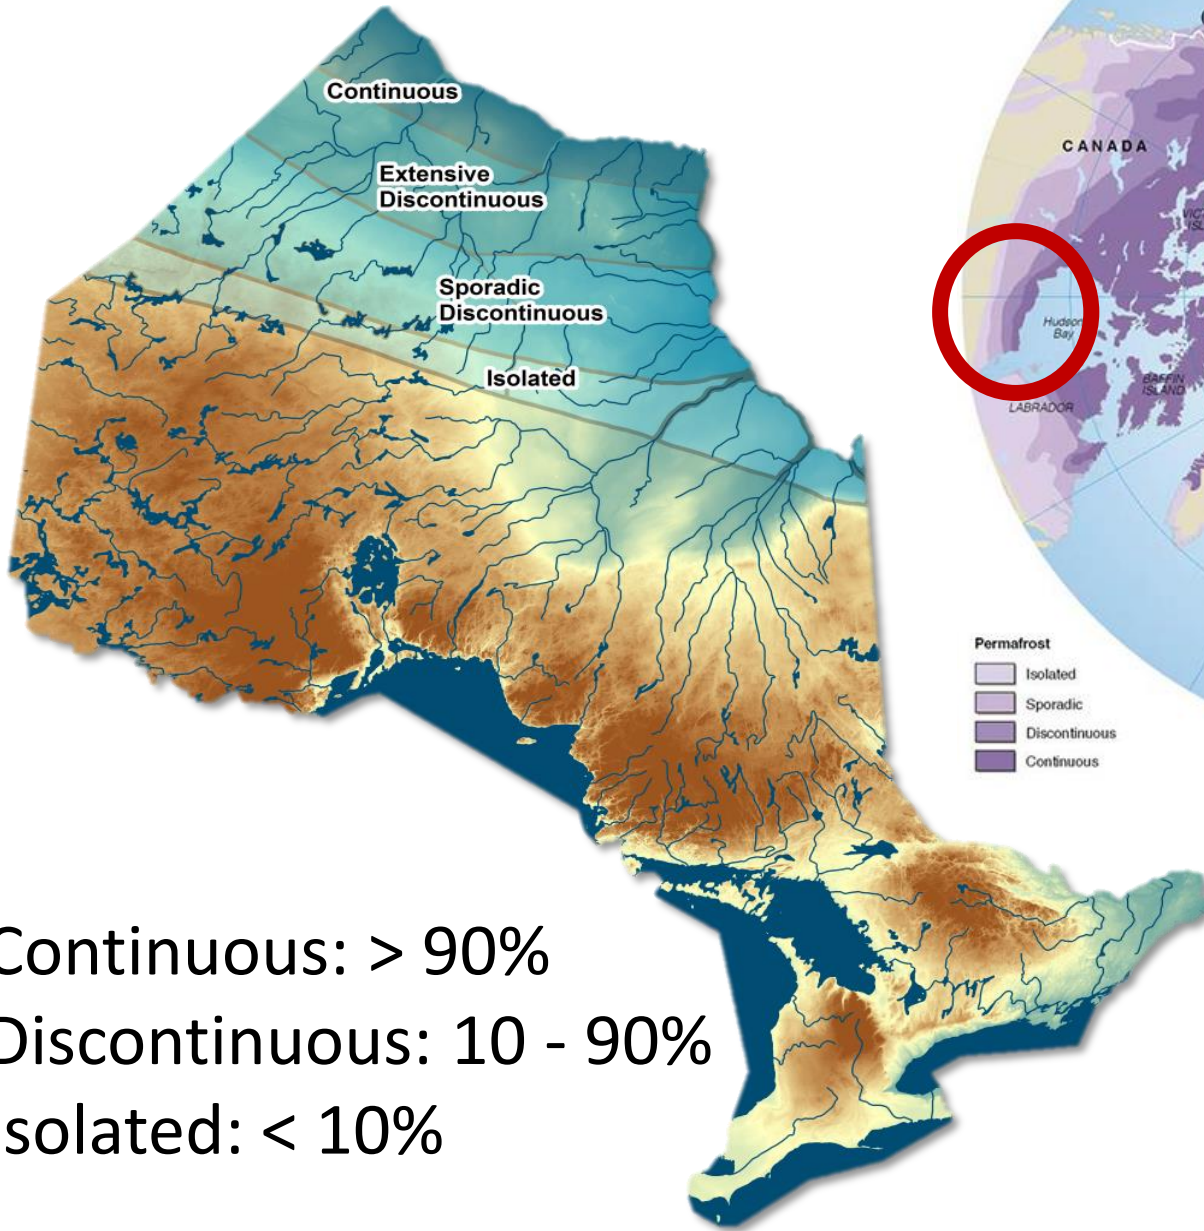 Continuous
Extensive
Discontinuous
Sporadic
Discontinuous
Isolated
CANADA
Hudson
Bay
BAFFIN
ISLAND
LABRADOR
Permafrost
Isolated
Sporadic
Discontinuous
Continuous
Continuous: > 90%
Discontinuous: 10 - 90%
solated: < 10%